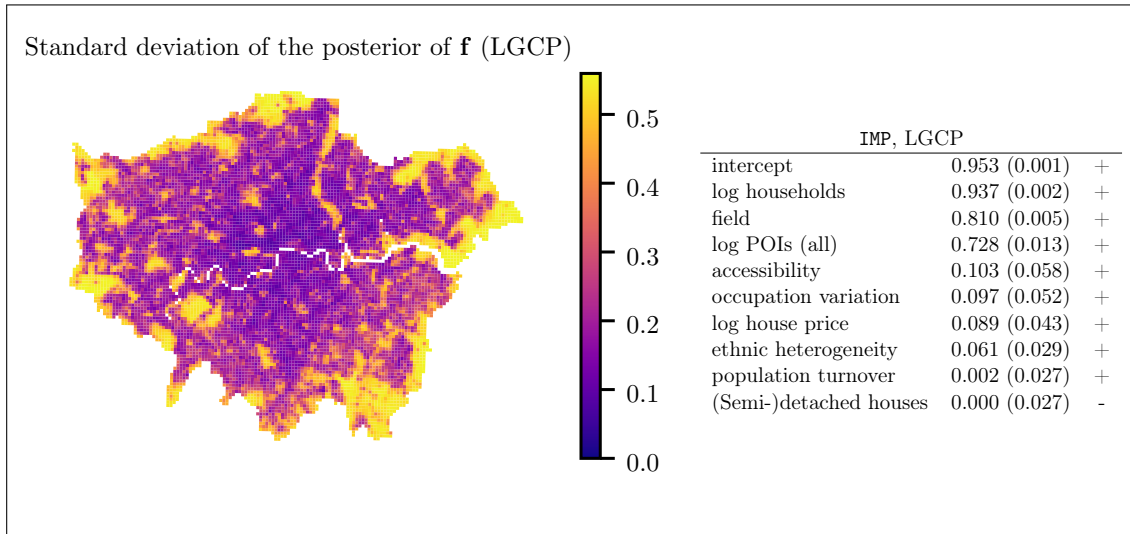 Standard deviation of the posterior of f (LGCP)
0.5
0.4
0.3
0.2
0.1
0.0
IMP, LGCP
intercept 0.953 (0.001) +
log households 0.937 (0.002) +
field 0.810 (0.005) +
log POIs (all) 0.728 (0.013) +
accessibility 0.103 (0.058) +
occupation variation 0.097 (0.052) +
log house price 0.089 (0.043) +
ethnic heterogeneity 0.061 (0.029) +
population turnover 0.002 (0.027) +
(Semi-)detached houses 0.000 (0.027) -